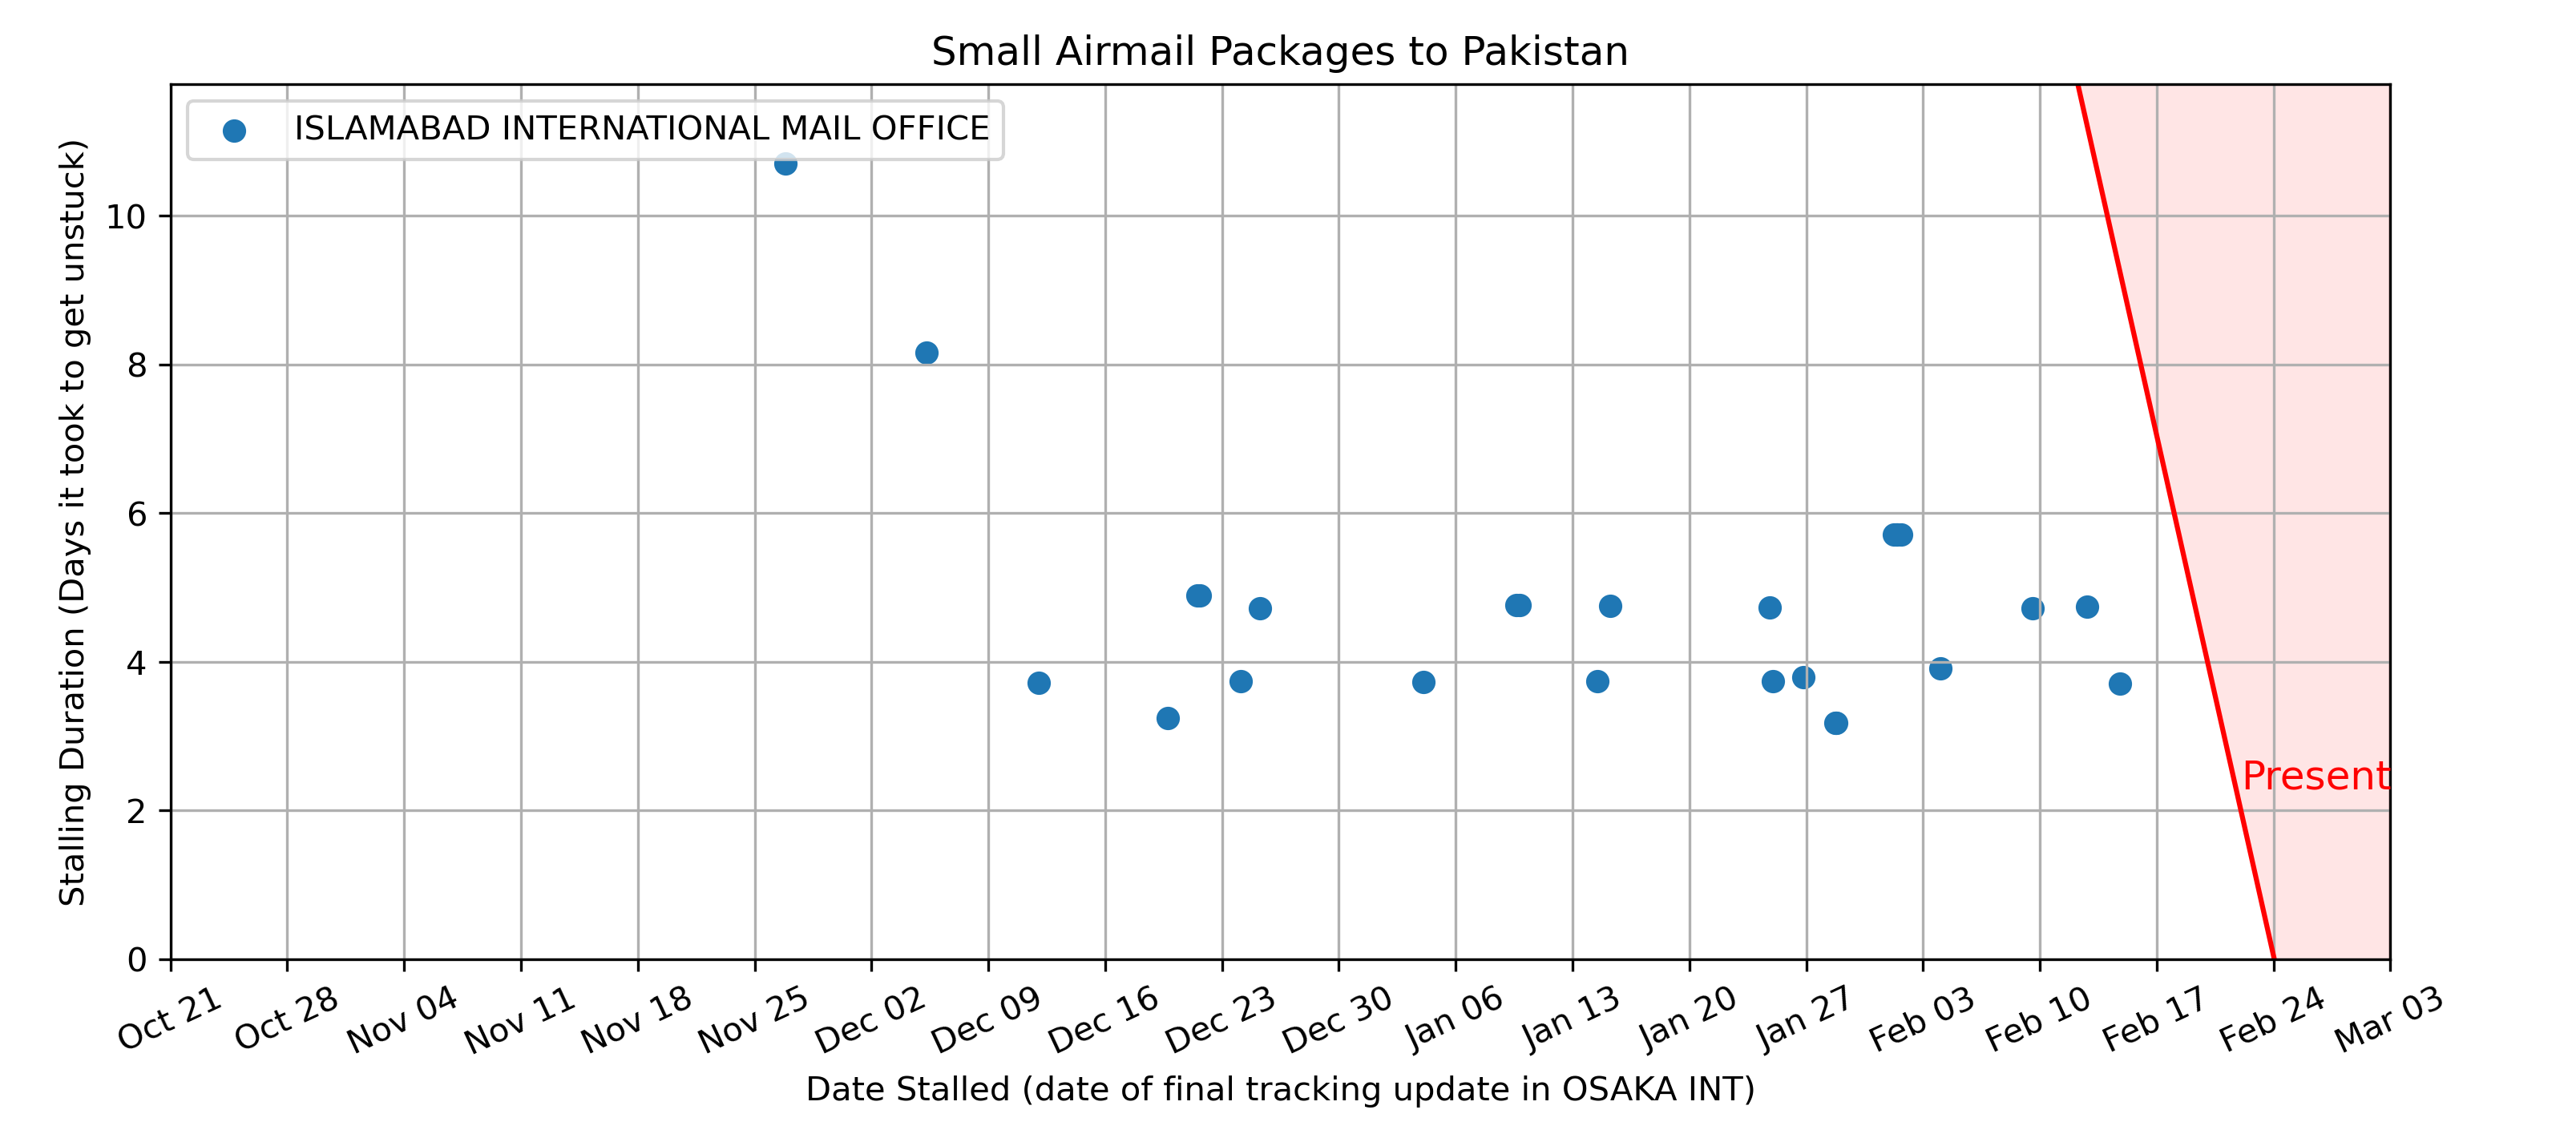 Small Airmail Packages to Pakistan
ISLAMABAD INTERNATIONAL MAIL OFFICE
Stalling Duration (Days it took to get unstuck)
10
8
6
4
2
0
Present
Oct 21
Oct 28
Nov 04
Nov 11
Nov 18
Nov 25
Dec 02
Dec 09
Dec 16
Dec 23
Dec 30
Jan 06
Jan 13
Jan 20
Jan 27
Feb 03
Feb 10
Feb 17
Feb 24
Mar 03
Date Stalled (date of final tracking update in OSAKA INT)